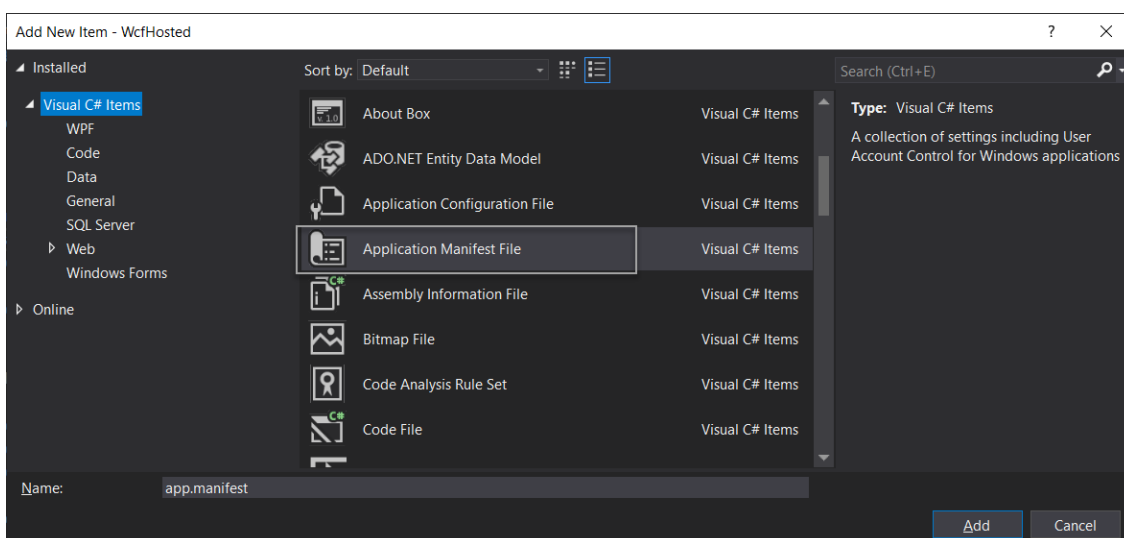 Add New Item - WcfHosted
?
Installed
Sort by: Default
Search (Ctrl+E)
Visual C# Items
WPF
Code
Data
General
SQL Server
Web
Windows Forms
Online
v. 1.0
About Box Visual C# Items
ADO.NET Entity Data Model Visual C# Items
Application Configuration File Visual C# Items
Application Manifest File Visual C# Items
C#
Assembly Information File Visual C# Items
Bitmap File Visual C# Items
Code Analysis Rule Set Visual C# Items
C#
Code File Visual C# Items
Type: Visual C# Items
A collection of settings including User
Account Control for Windows applications
Name: app.manifest
Add Cancel